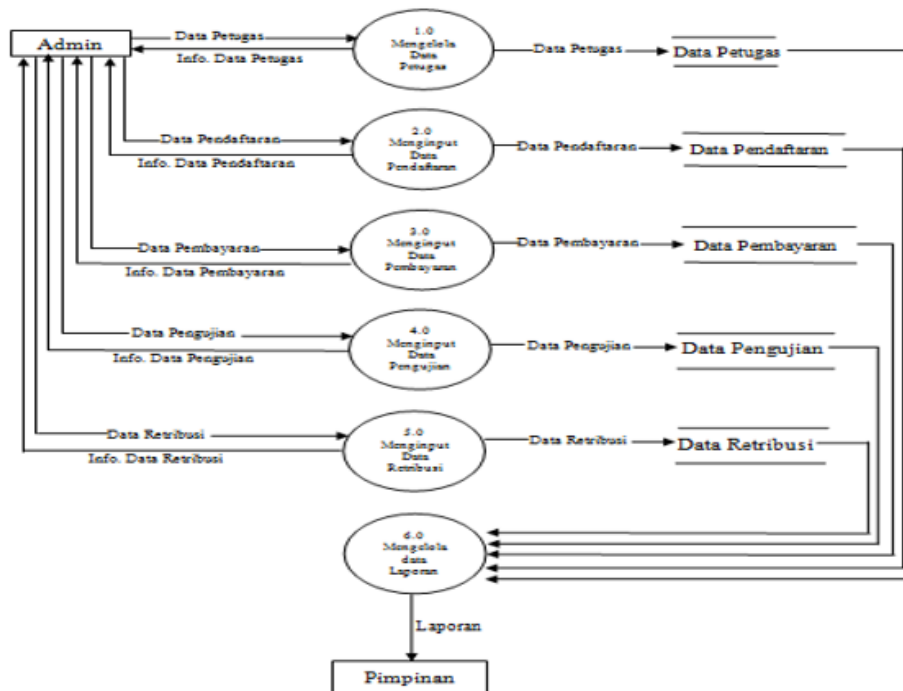 Admin
Data Petugas
Info. Data Petugas
1.0
Mengelola
Data
Petugas
Data Petugas
Data Petugas
Data Pendaftaran
Info. Data Pendaftaran
2.0
Menginput
Data
Pendaftaran
Data Pendaftaran
Data Pendaftaran
Data Pembayaran
Info. Data Pembayaran
3.0
Menginput
Data
Pembayaran
Data Pembayaran
Data Pembayaran
Data Pengujian
Info. Data Pengujian
4.0
Menginput
Data
Pengujian
Data Pengujian
Data Pengujian
Data Retribusi
Info. Data Retribusi
5.0
Menginput
Data
Retribusi
Data Retribusi
Data Retribusi
6.0
Mengelola
data
Laporan
Laporan
Pimpinan